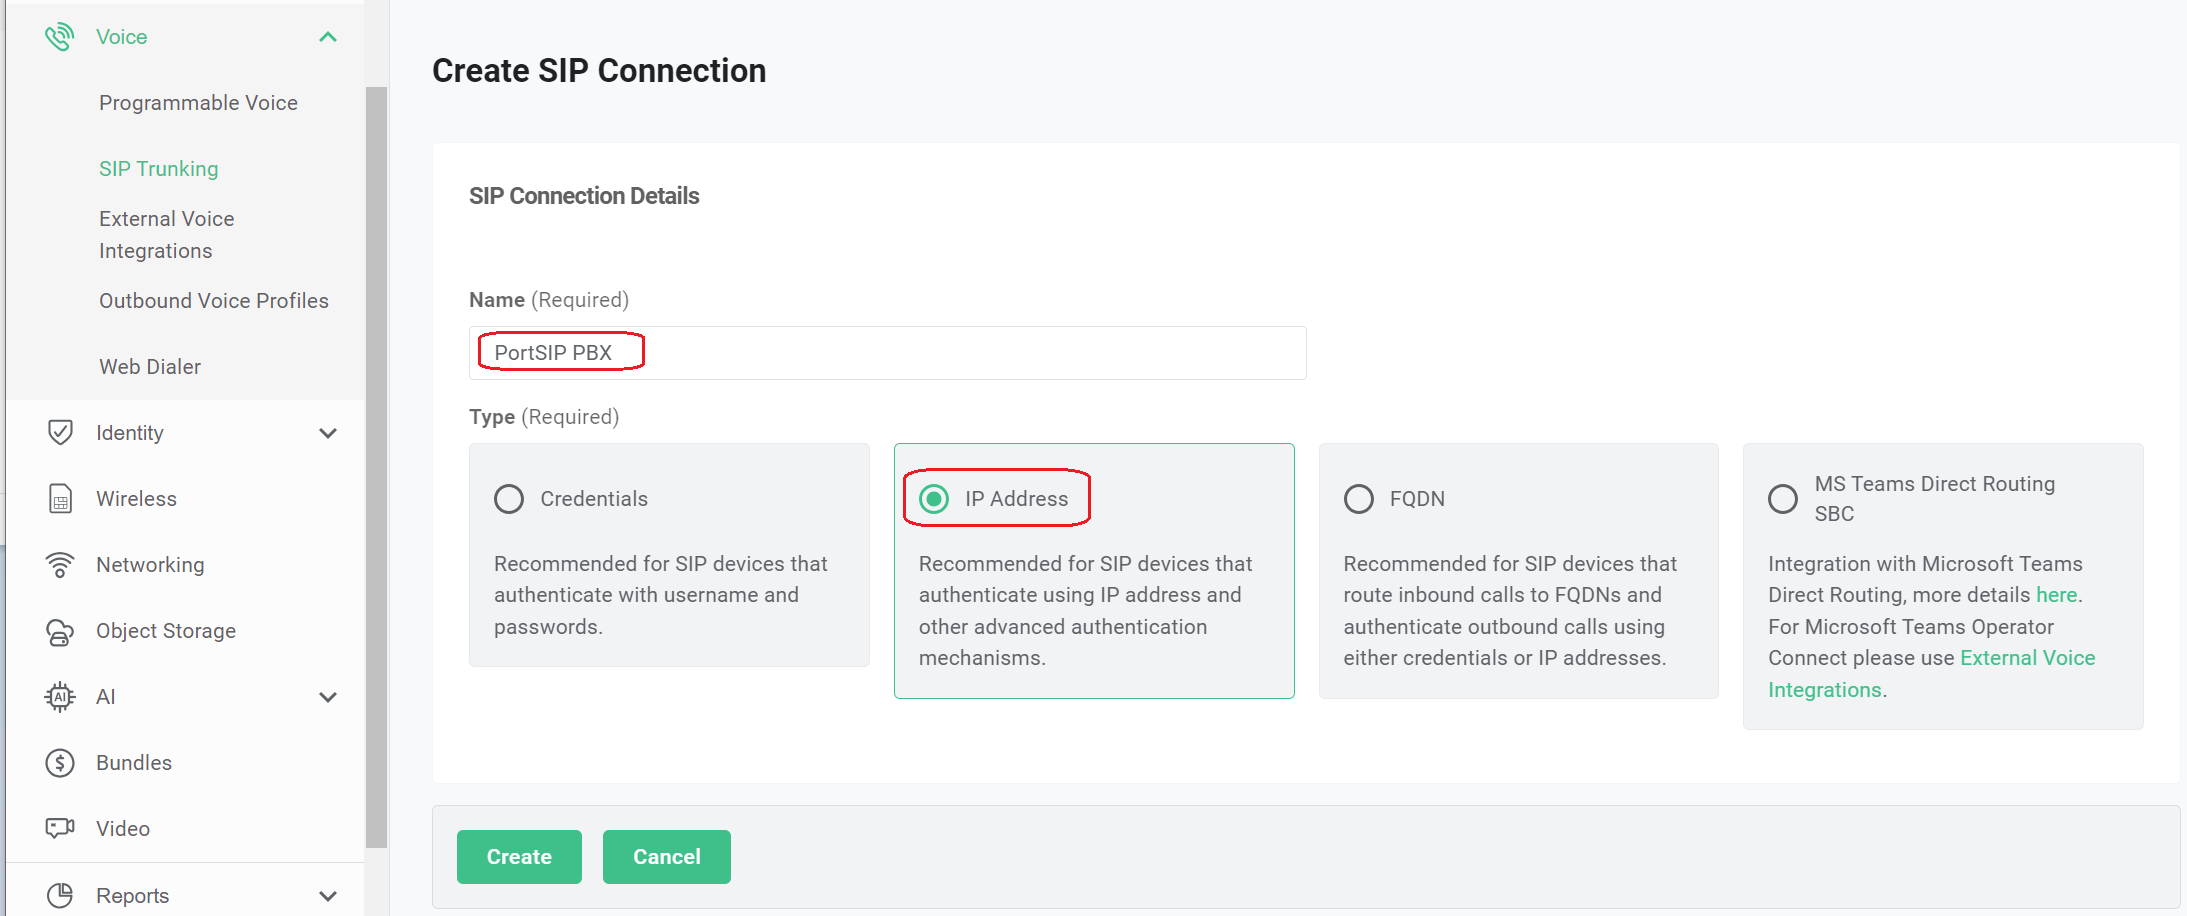 Voice
Programmable Voice
SIP Trunking
External Voice
Integrations
Outbound Voice Profiles
Web Dialer
Identity
Wireless
Networking
Object Storage
AI
AI
Bundles
$
Video
Reports
Create SIP Connection
SIP Connection Details
Name (Required)
PortSIP PBX
Type (Required)
Credentials
Recommended for SIP devices that
authenticate with username and
passwords.
IP Address
Recommended for SIP devices that
authenticate using IP address and
other advanced authentication
mechanisms.
FQDN
Recommended for SIP devices that
route inbound calls to FQDNs and
authenticate outbound calls using
either credentials or IP addresses.
MS Teams Direct Routing
SBC
Integration with Microsoft Teams
Direct Routing, more details here.
For Microsoft Teams Operator
Connect please use External Voice
Integrations.
Create
Cancel